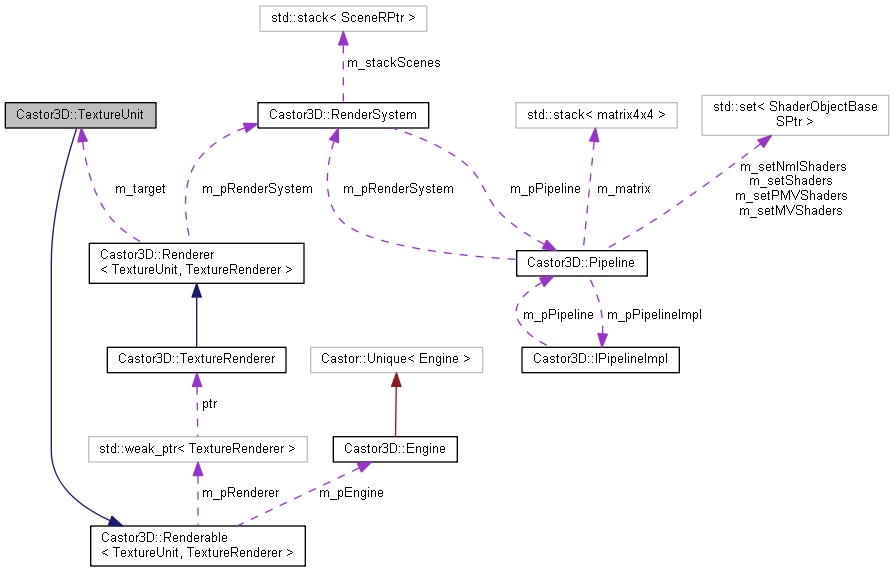 std::stack< SceneRPtr >
m_stackScenes
Castor3D::TextureUnit
Castor3D::RenderSystem
std::stack< matrix4x4 >
std::set< ShaderObjectBase
SPtr >
m_target
m_pRenderSystem
m_pRenderSystem
m_pPipeline
m_matrix
m_setNmlShaders
m_setShaders
m_setPMVShaders
m_setMVShaders
Castor3D::Renderer
< TextureUnit, TextureRenderer >
Castor3D::Pipeline
m_pPipeline
m_pPipelineImpl
Castor3D::TextureRenderer
Castor::Unique< Engine >
Castor3D::IPipelineImpl
ptr
std::weak_ptr< TextureRenderer >
Castor3D::Engine
m_pRenderer
m_pEngine
Castor3D::Renderable
< TextureUnit, TextureRenderer >